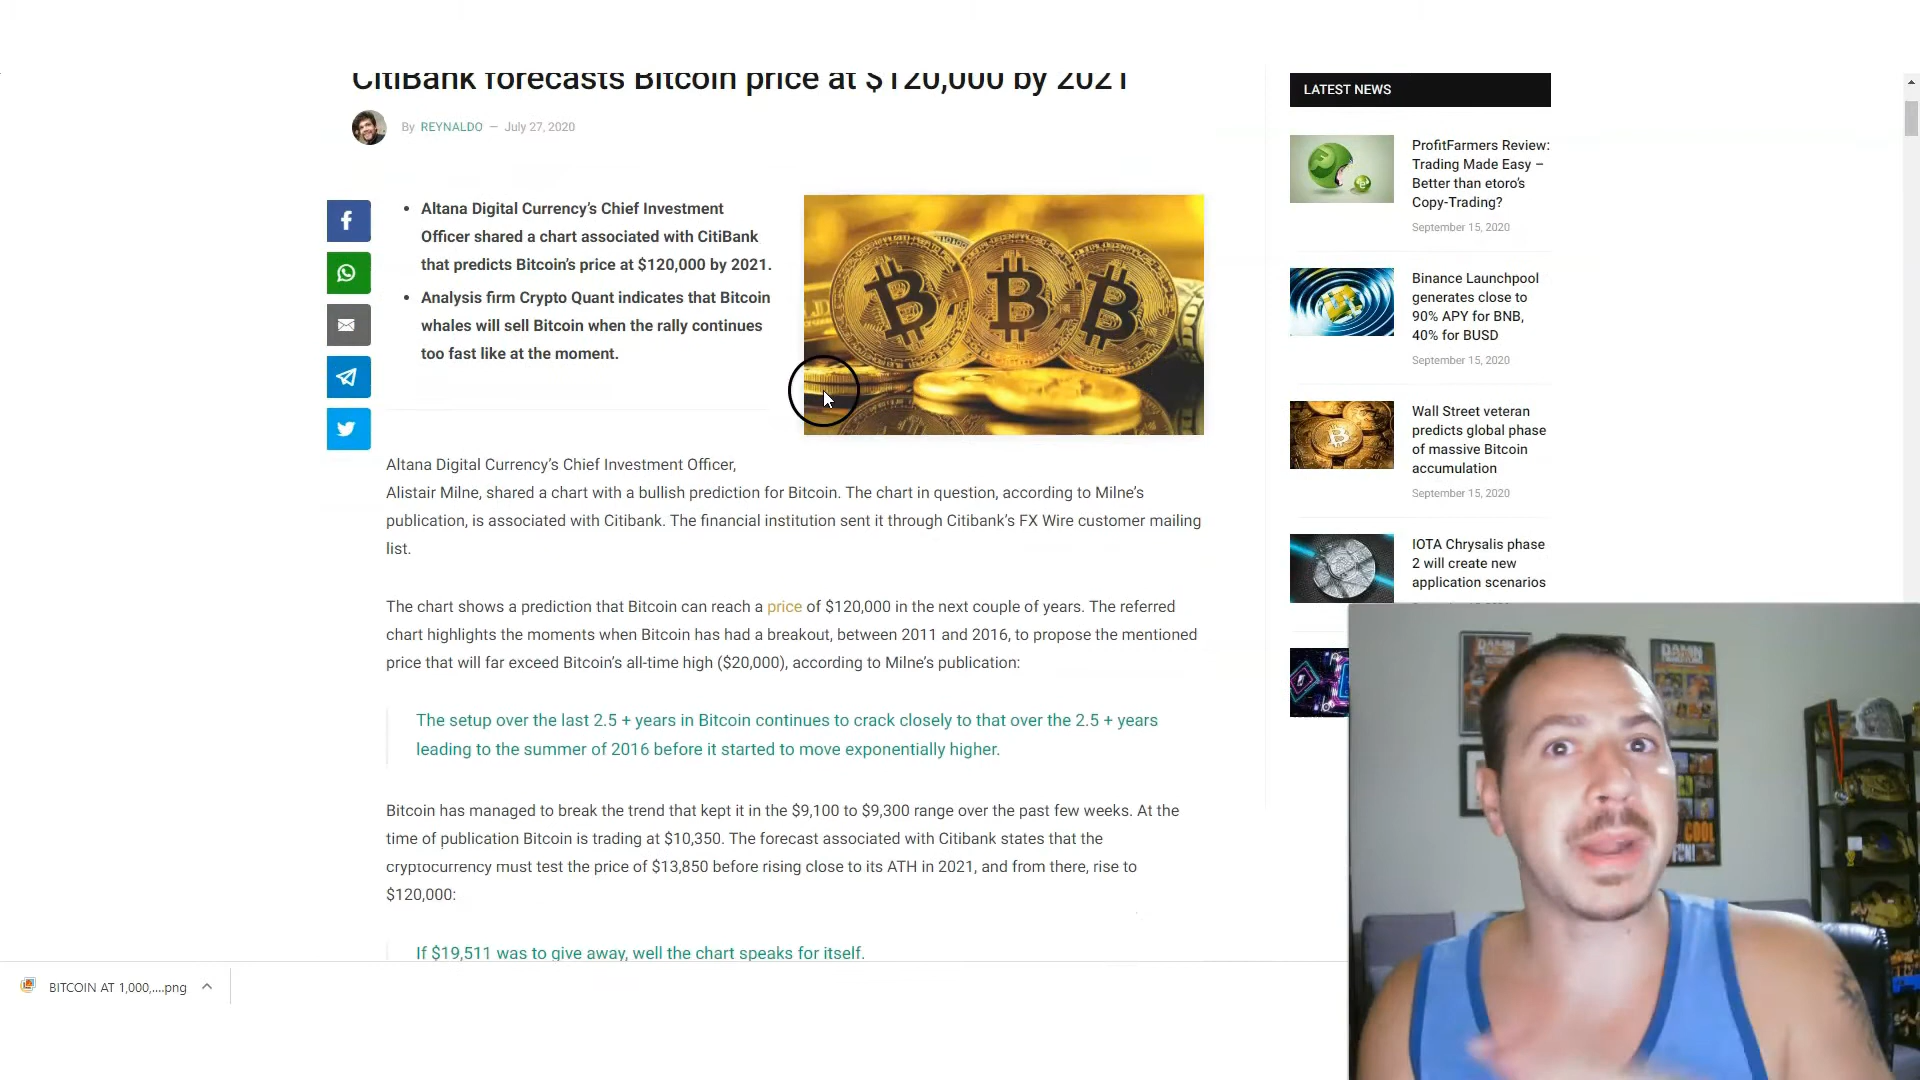 CitiBank forecasts Bitcoin price at $120,000 by 2021
By REYNALDO — July 27, 2020
• Altana Digital Currency’s Chief Investment
Officer shared a chart associated with CitiBank
that predicts Bitcoin’s price at $120,000 by 2021.
• Analysis firm Crypto Quant indicates that Bitcoin
whales will sell Bitcoin when the rally continues
too fast like at the moment.
Altana Digital Currency’s Chief Investment Officer,
Alistair Milne, shared a chart with a bullish prediction for Bitcoin. The chart in question, according to Milne’s
publication, is associated with Citibank. The financial institution sent it through Citibank’s FX Wire customer mailing
list.
The chart shows a prediction that Bitcoin can reach a price of $120,000 in the next couple of years. The referred
chart highlights the moments when Bitcoin has had a breakout, between 2011 and 2016, to propose the mentioned
price that will far exceed Bitcoin’s all-time high ($20,000), according to Milne’s publication:
The setup over the last 2.5 + years in Bitcoin continues to crack closely to that over the 2.5 + years
leading to the summer of 2016 before it started to move exponentially higher.
Bitcoin has managed to break the trend that kept it in the $9,100 to $9,300 range over the past few weeks. At the
time of publication Bitcoin is trading at $10,350. The forecast associated with Citibank states that the
cryptocurrency must test the price of $13,850 before rising close to its ATH in 2021, and from there, rise to
$120,000:
If $19,511 was to give away, well the chart speaks for itself.
LATEST NEWS
ProfitFarmers Review:
Trading Made Easy –
Better than etoro’s
Copy-Trading?
September 15, 2020
Binance Launchpool
generates close to
90% APY for BNB,
40% for BUSD
September 15, 2020
Wall Street veteran
predicts global phase
of massive Bitcoin
accumulation
September 15, 2020
IOTA Chrysalis phase
2 will create new
application scenarios
DAMN
DAMN
COOL
BITCOIN AT 1,000,....png